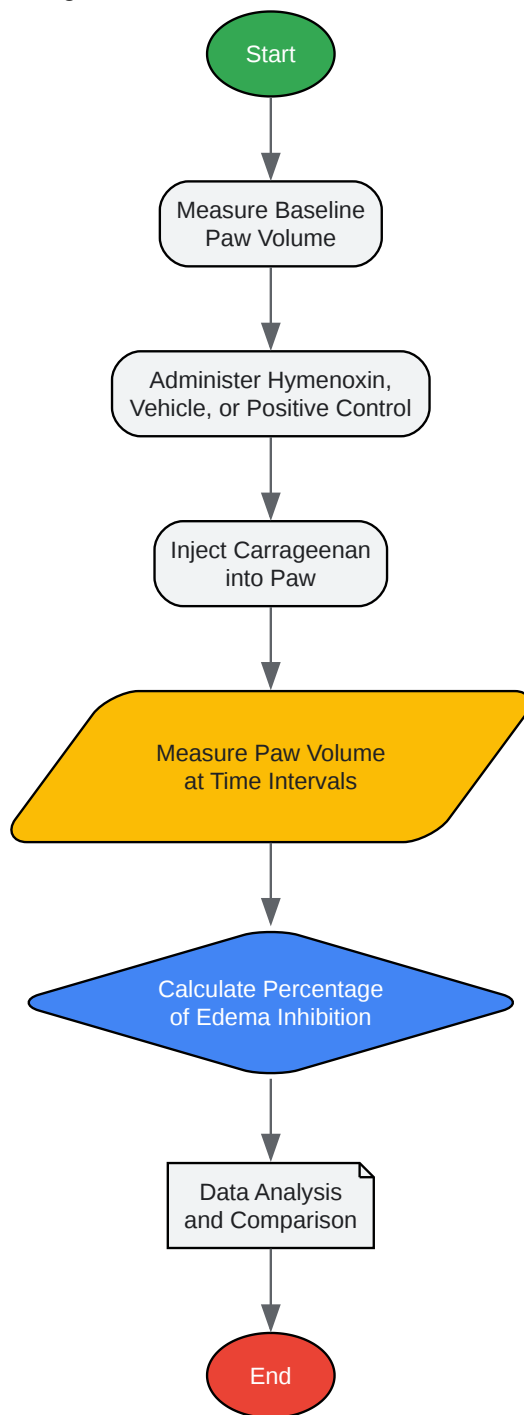 Start
Measure Baseline
Paw Volume
Administer Hymenoxin,
Vehicle, or Positive Control
Inject Carrageenan
into Paw
Measure Paw Volume
at Time Intervals
Calculate Percentage
of Edema Inhibition
Data Analysis
and Comparison
End